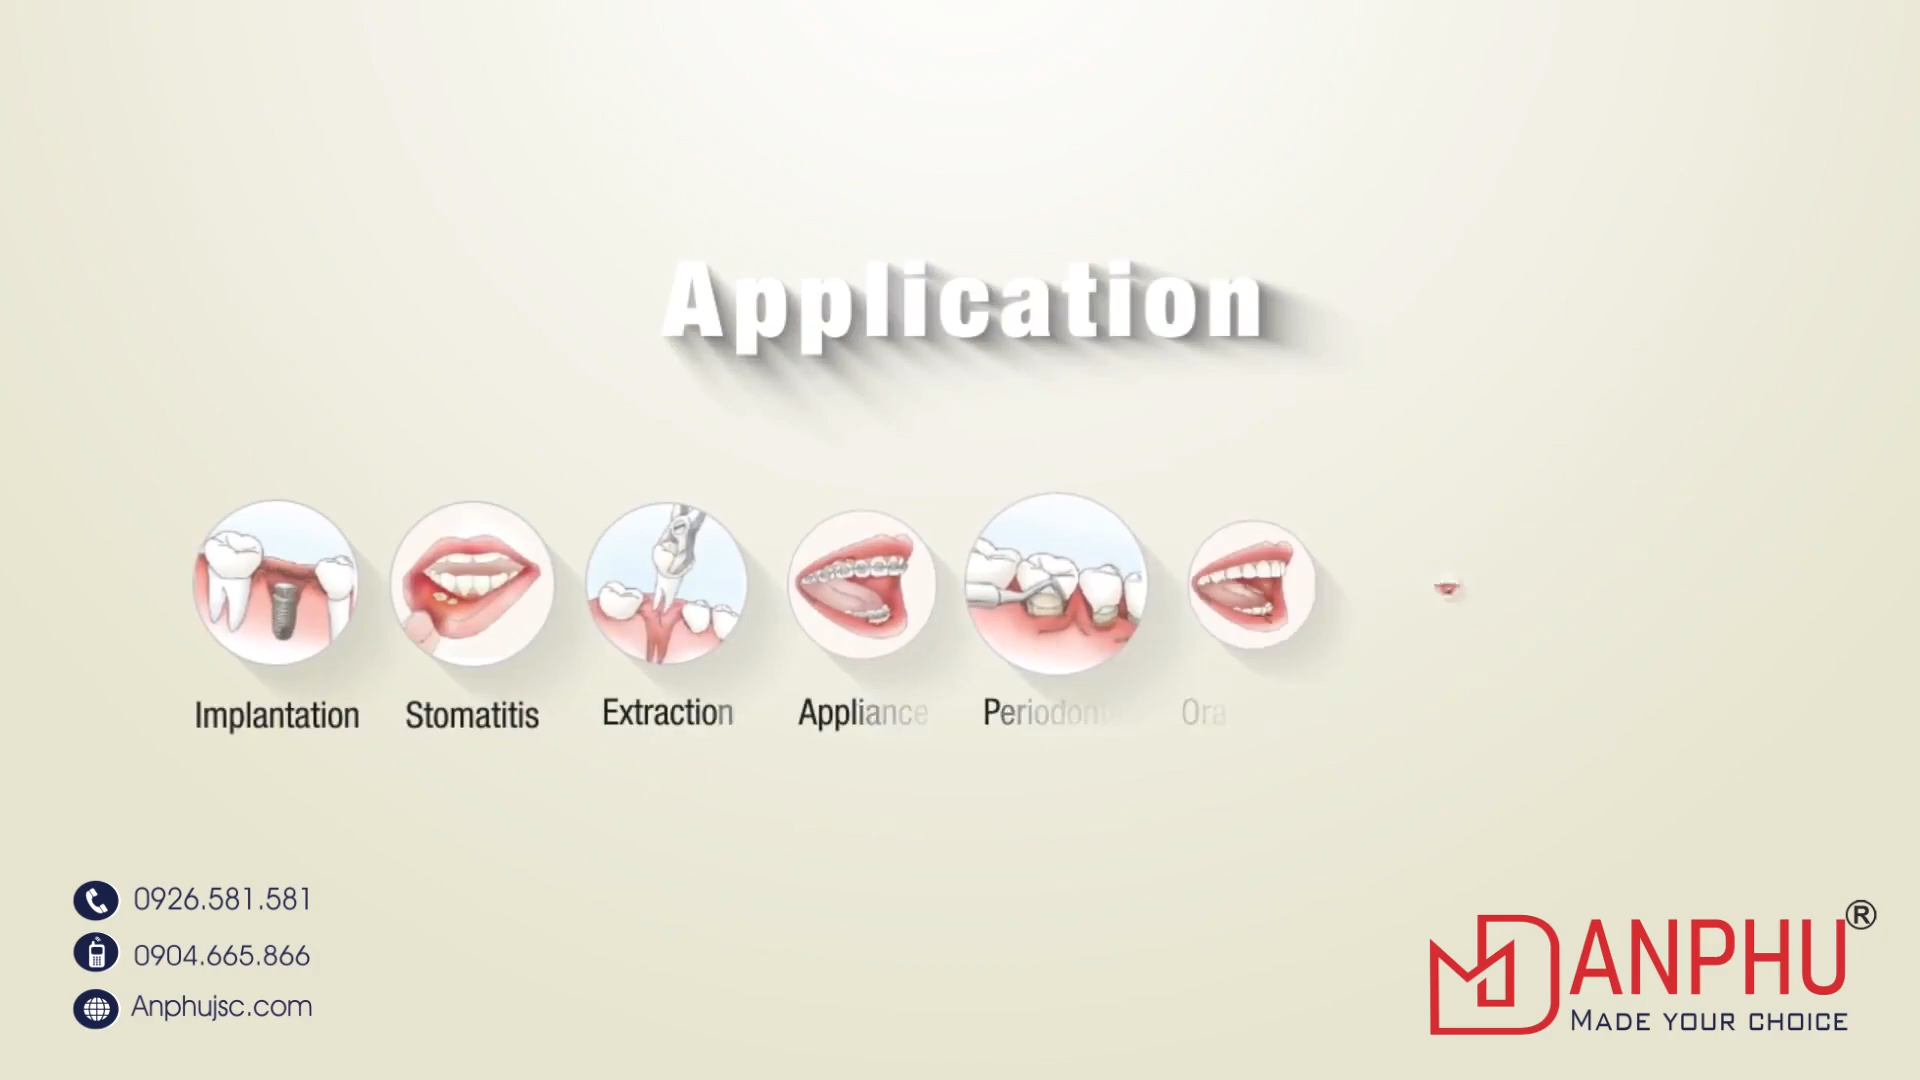 Application
Implantation
Stomatitis
Extraction
Appliance
0926.581.581
0904.665.866
Anphujsc.com
ANPHU®
MADE YOUR CHOICE